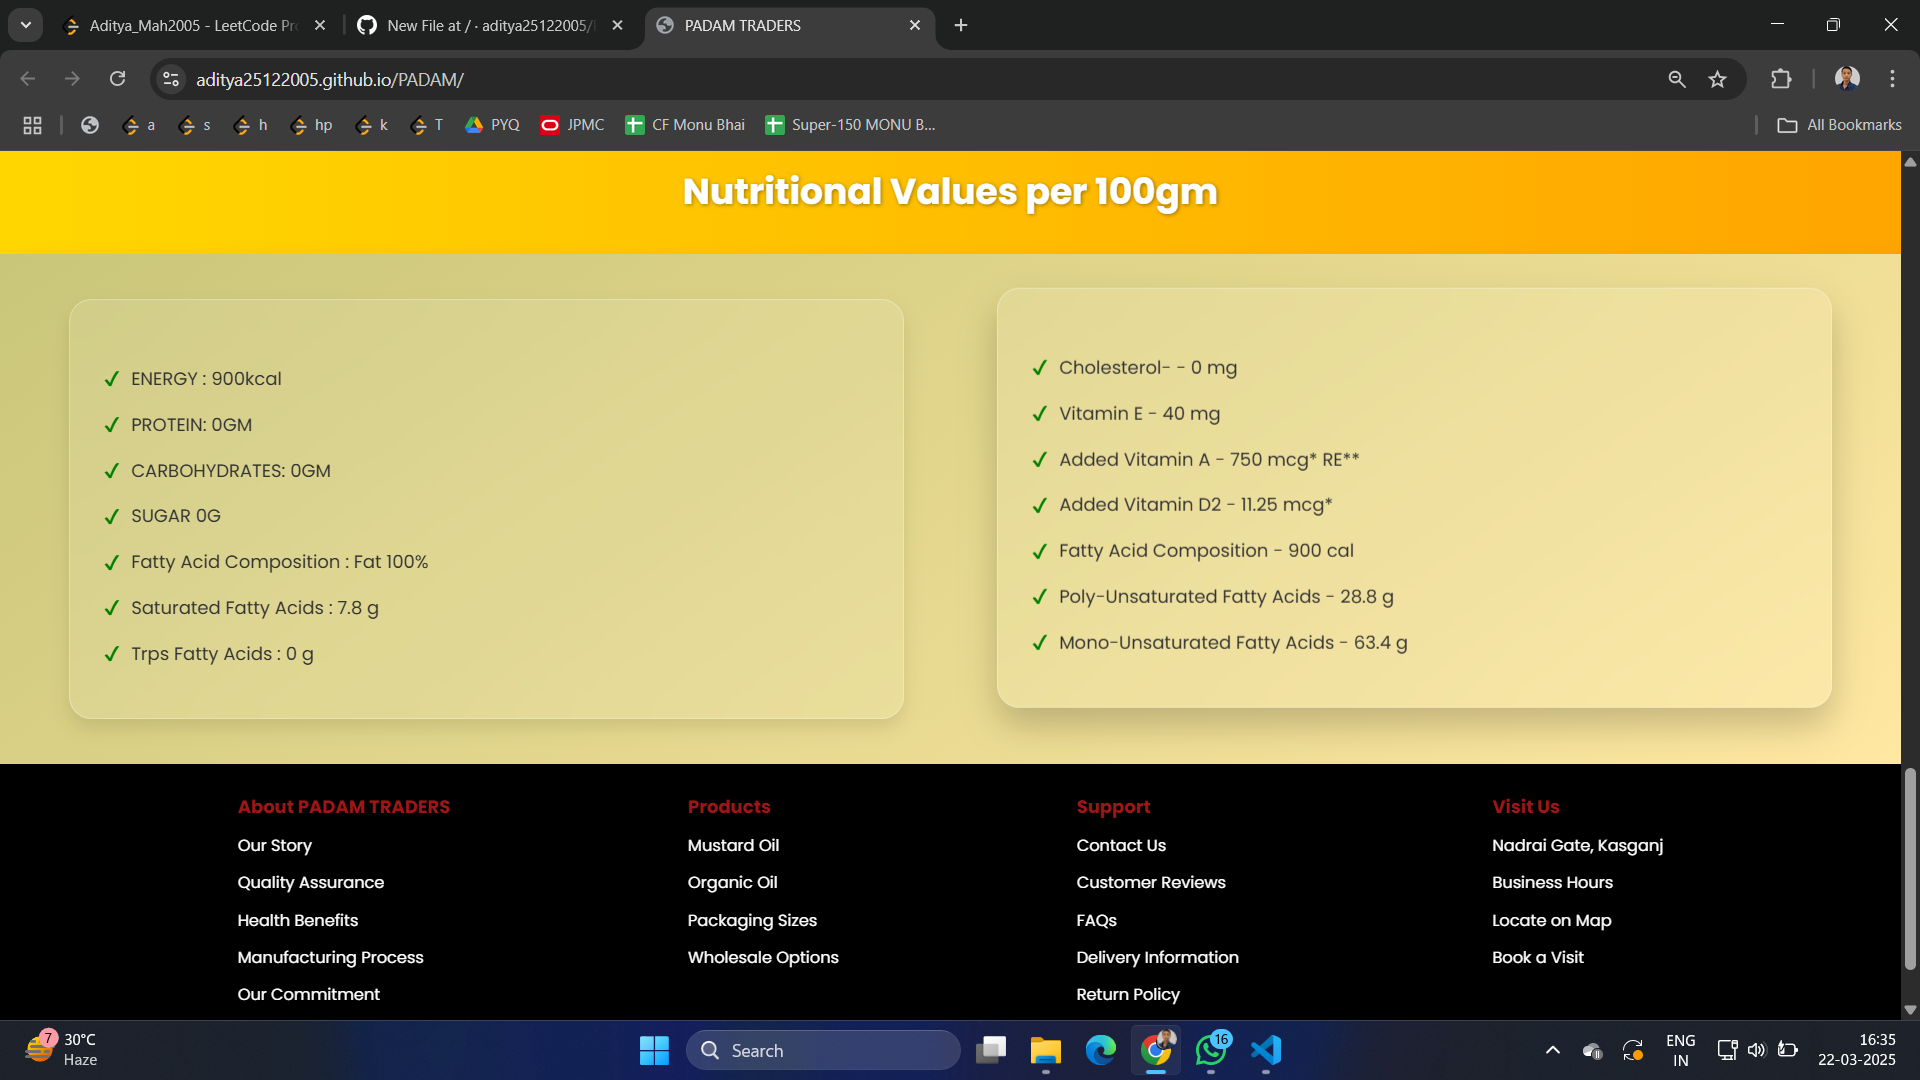 Aditya_Mah2005 - LeetCode Pr
New File at / · aditya25122005/
PADAM TRADERS
aditya25122005.github.io/PADAM/
a
s
h
hp
k
T
PYQ
JPMC
CF Monu Bhai
Super-150 MONU B...
All Bookmarks
Nutritional Values per 100gm
ENERGY : 900kcal
PROTEIN: 0GM
CARBOHYDRATES: 0GM
SUGAR 0G
Fatty Acid Composition : Fat 100%
Saturated Fatty Acids : 7.8 g
Trps Fatty Acids : 0 g
Cholesterol- - 0 mg
Vitamin E - 40 mg
Added Vitamin A - 750 mcg* RE**
Added Vitamin D2 - 11.25 mcg*
Fatty Acid Composition - 900 cal
Poly-Unsaturated Fatty Acids - 28.8 g
Mono-Unsaturated Fatty Acids - 63.4 g
About PADAM TRADERS
Our Story
Quality Assurance
Health Benefits
Manufacturing Process
Our Commitment
Products
Mustard Oil
Organic Oil
Packaging Sizes
Wholesale Options
Support
Contact Us
Customer Reviews
FAQs
Delivery Information
Return Policy
Visit Us
Nadrai Gate, Kasganj
Business Hours
Locate on Map
Book a Visit
7
30°C
Haze
Search
16
ENG
IN
16:35
22-03-2025